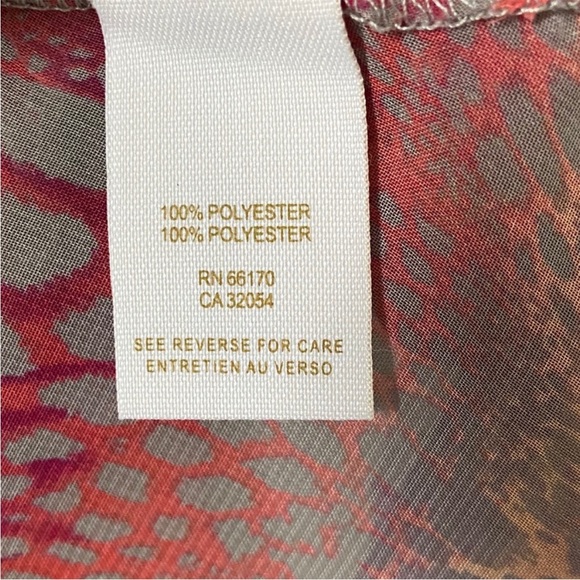 100% POLYESTER
100% POLYESTER
RN 66170
CA 32054
SEE REVERSE FOR CARE
ENTRETIEN AU VERSO